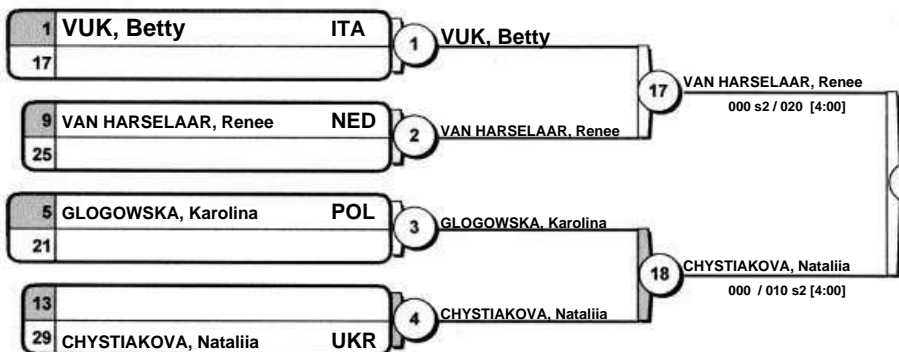 1 VUK, Betty ITA
17
1 VUK, Betty
9 VAN HARSELAAR, Renee NED
25
2 VAN HARSELAAR, Renee
17 VAN HARSELAAR, Renee
000 s2 / 020 [4:00]
5 GLOGOWSKA, Karolina POL
21
3 GLOGOWSKA, Karolina
13
29 CHYSTIAKOVA, Nataliia UKR
4 CHYSTIAKOVA, Nataliia
18 CHYSTIAKOVA, Nataliia
000 / 010 s2 [4:00]